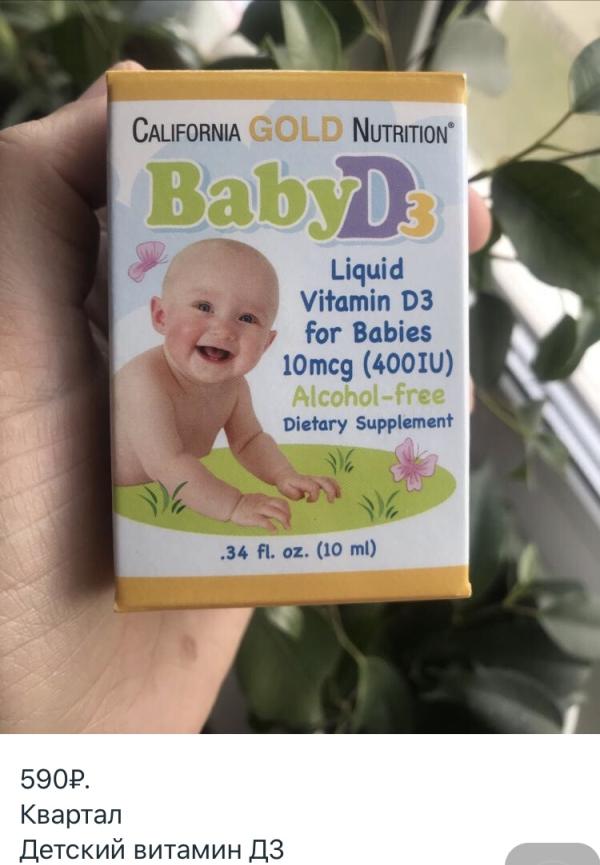 CALIFORNIA GOLD NUTRITION®
BabyD3
Liquid
Vitamin D3
for Babies
10mcg (400IU)
Alcohol-free
Dietary Supplement
.34 fl. oz. (10 ml)
590₽.
Квартал
Детский витамин Д3